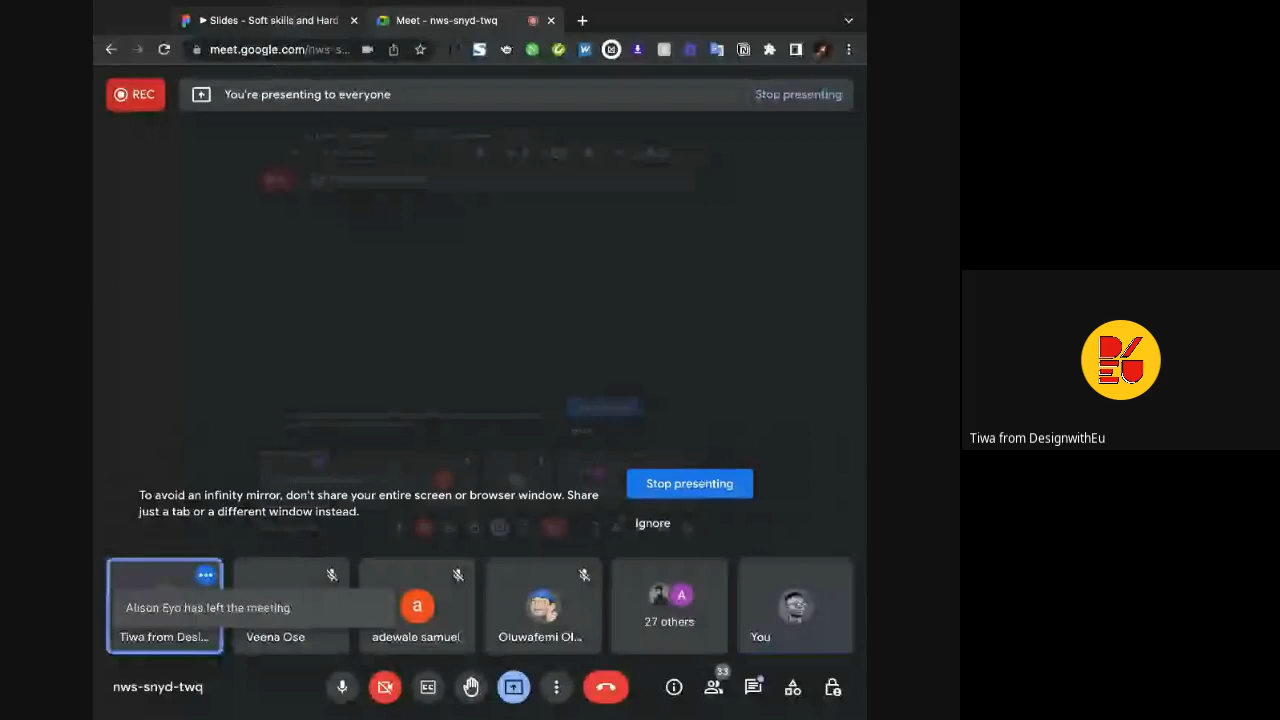 ▶ Slides - Soft skills and Hard
Meet - nws-snyd-twq
meet.google.com/nws-s...
REC
You're presenting to everyone
Stop presenting
To avoid an infinity mirror, don't share your entire screen or browser window. Share
just a tab or a different window instead.
Stop presenting
Ignore
Alison Eyo has left the meeting
Tiwa from Desi...
Veena Ose
a
adewale samuel
Oluwafemi Ol...
A
27 others
You
nws-snyd-twq
33
Tiwa from DesignwithEu